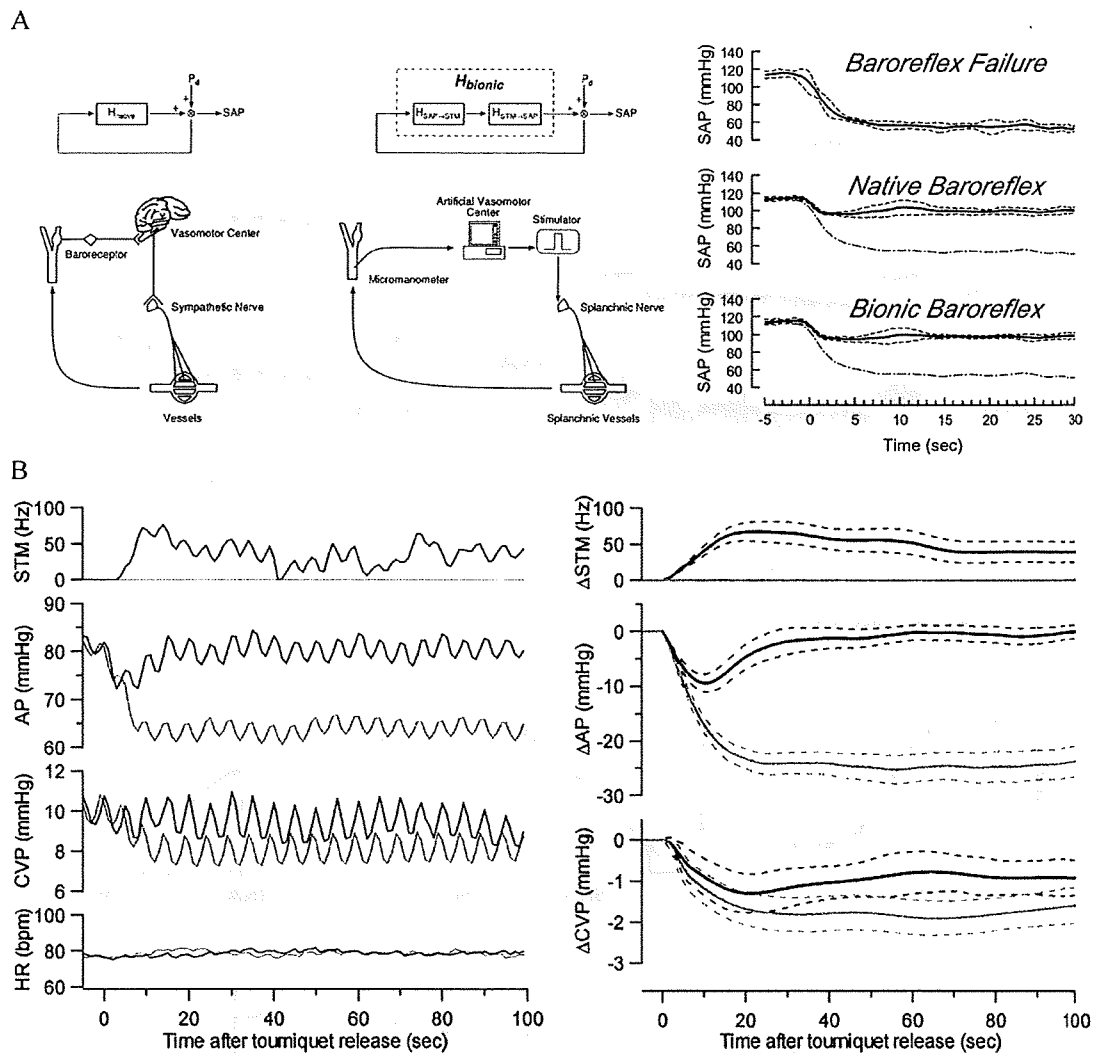 A
P_d
+
+
H_native
SAP
H_bionic
P_d
+
+
H_SAP→STM
H_STM→SAP
SAP
Baroreceptor
Vasomotor Center
Sympathetic Nerve
Vessels
Artificial Vasomotor
Center
Stimulator
Micromanometer
Splanchnic Nerve
Splanchnic Vessels
Baroreflex Failure
SAP (mmHg)
140
120
100
80
60
40
Native Baroreflex
SAP (mmHg)
140
120
100
80
60
40
Bionic Baroreflex
SAP (mmHg)
140
120
100
80
60
40
-5 0 5 10 15 20 25 30
Time (sec)
B
STM (Hz)
100
50
0
AP (mmHg)
90
80
70
60
CVP (mmHg)
12
10
8
6
HR (bpm)
100
80
60
0 20 40 60 80 100
Time after tourniquet release (sec)
ΔSTM (Hz)
100
50
0
ΔAP (mmHg)
0
-10
-20
-30
ΔCVP (mmHg)
0
-1
-2
-3
0 20 40 60 80 100
Time after tourniquet release (sec)